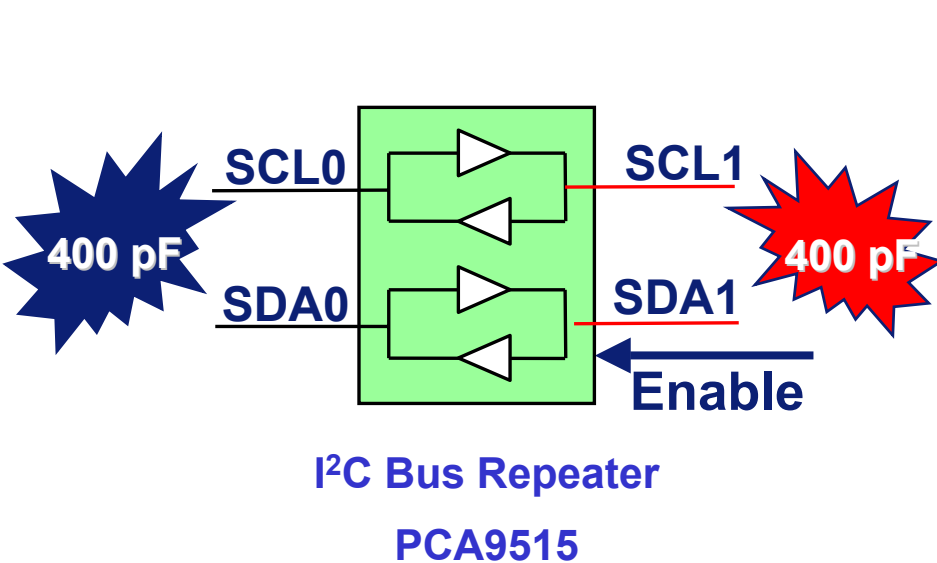 SCL0
SCL1
400 pF
400 pF
SDA0
SDA1
Enable
I²C Bus Repeater
PCA9515